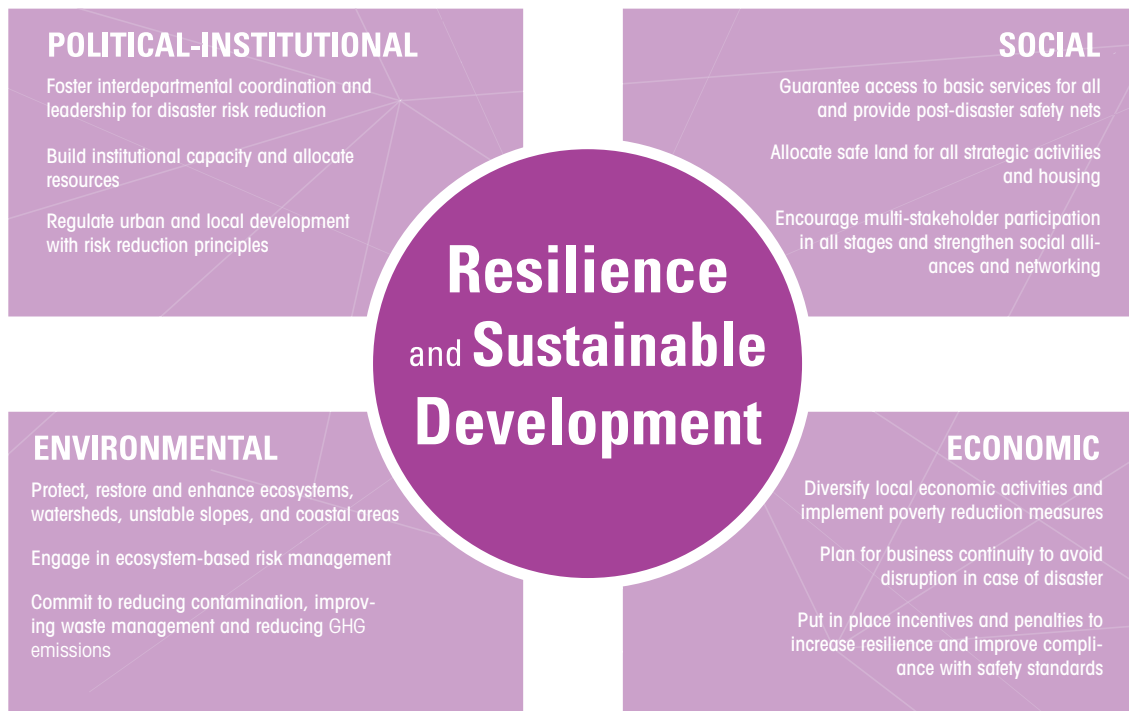 POLITICAL-INSTITUTIONAL
Foster interdepartmental coordination and
leadership for disaster risk reduction
Build institutional capacity and allocate
resources
Regulate urban and local development
with risk reduction principles
SOCIAL
Guarantee access to basic services for all
and provide post-disaster safety nets
Allocate safe land for all strategic activities
and housing
Encourage multi-stakeholder participation
in all stages and strengthen social alli-
ances and networking
Resilience
and Sustainable
Development
ENVIRONMENTAL
Protect, restore and enhance ecosystems,
watersheds, unstable slopes, and coastal areas
Engage in ecosystem-based risk management
Commit to reducing contamination, improv-
ing waste management and reducing GHG
emissions
ECONOMIC
Diversify local economic activities and
implement poverty reduction measures
Plan for business continuity to avoid
disruption in case of disaster
Put in place incentives and penalties to
increase resilience and improve compli-
ance with safety standards